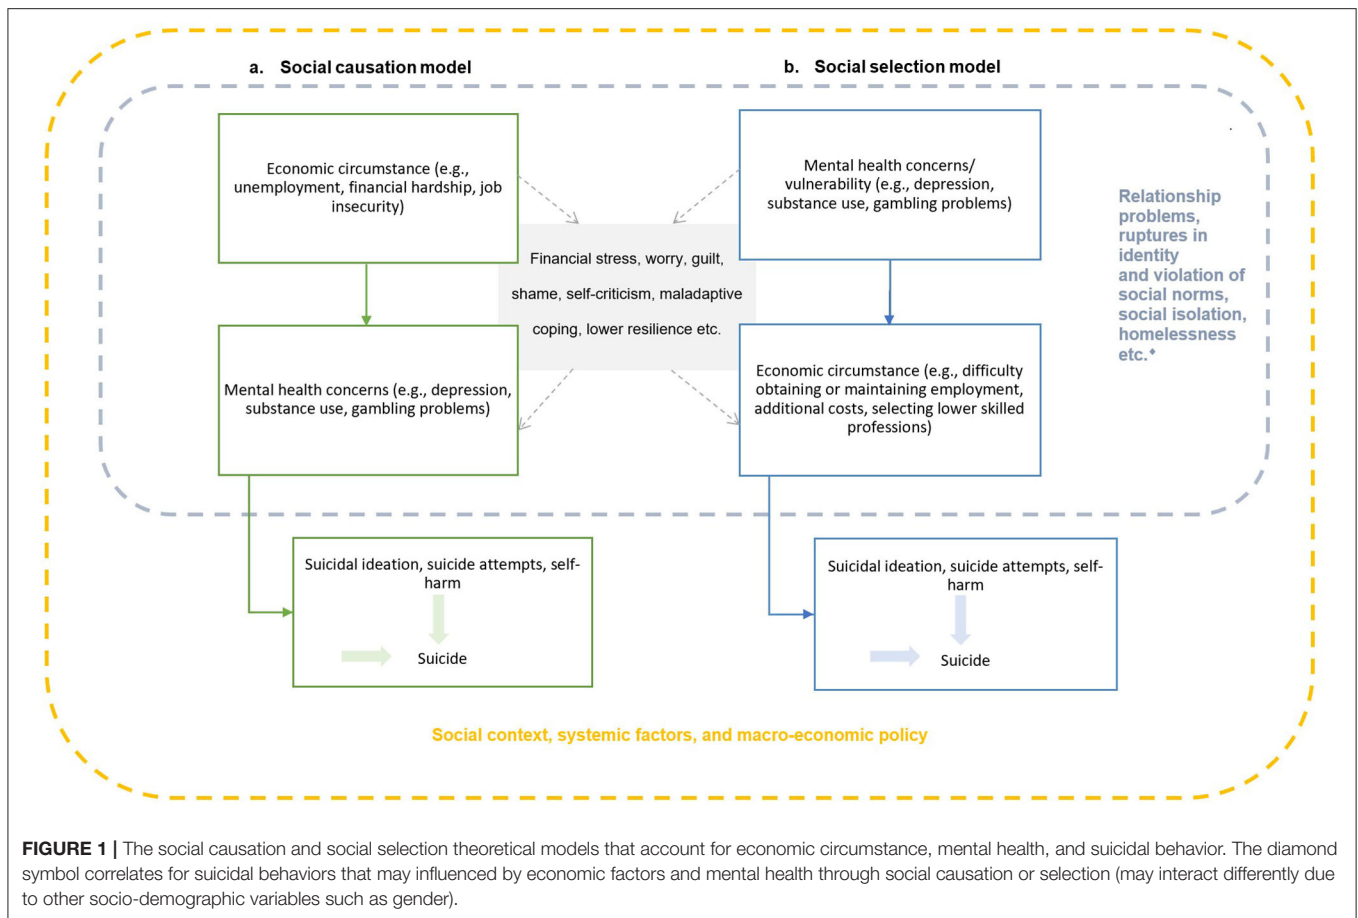 a. Social causation model
b. Social selection model
Economic circumstance (e.g.,
unemployment, financial hardship, job
insecurity)
Mental health concerns/
vulnerability (e.g., depression,
substance use, gambling problems)
Relationship
problems,
ruptures in
identity
and violation of
social norms,
social isolation,
homelessness
etc.♦
Financial stress, worry, guilt,
shame, self-criticism, maladaptive
coping, lower resilience etc.
Mental health concerns (e.g., depression,
substance use, gambling problems)
Economic circumstance (e.g., difficulty
obtaining or maintaining employment,
additional costs, selecting lower skilled
professions)
Suicidal ideation, suicide attempts, self-
harm
Suicide
Suicidal ideation, suicide attempts, self-
harm
Suicide
Social context, systemic factors, and macro-economic policy
FIGURE 1 | The social causation and social selection theoretical models that account for economic circumstance, mental health, and suicidal behavior. The diamond
symbol correlates for suicidal behaviors that may influenced by economic factors and mental health through social causation or selection (may interact differently due
to other socio-demographic variables such as gender).